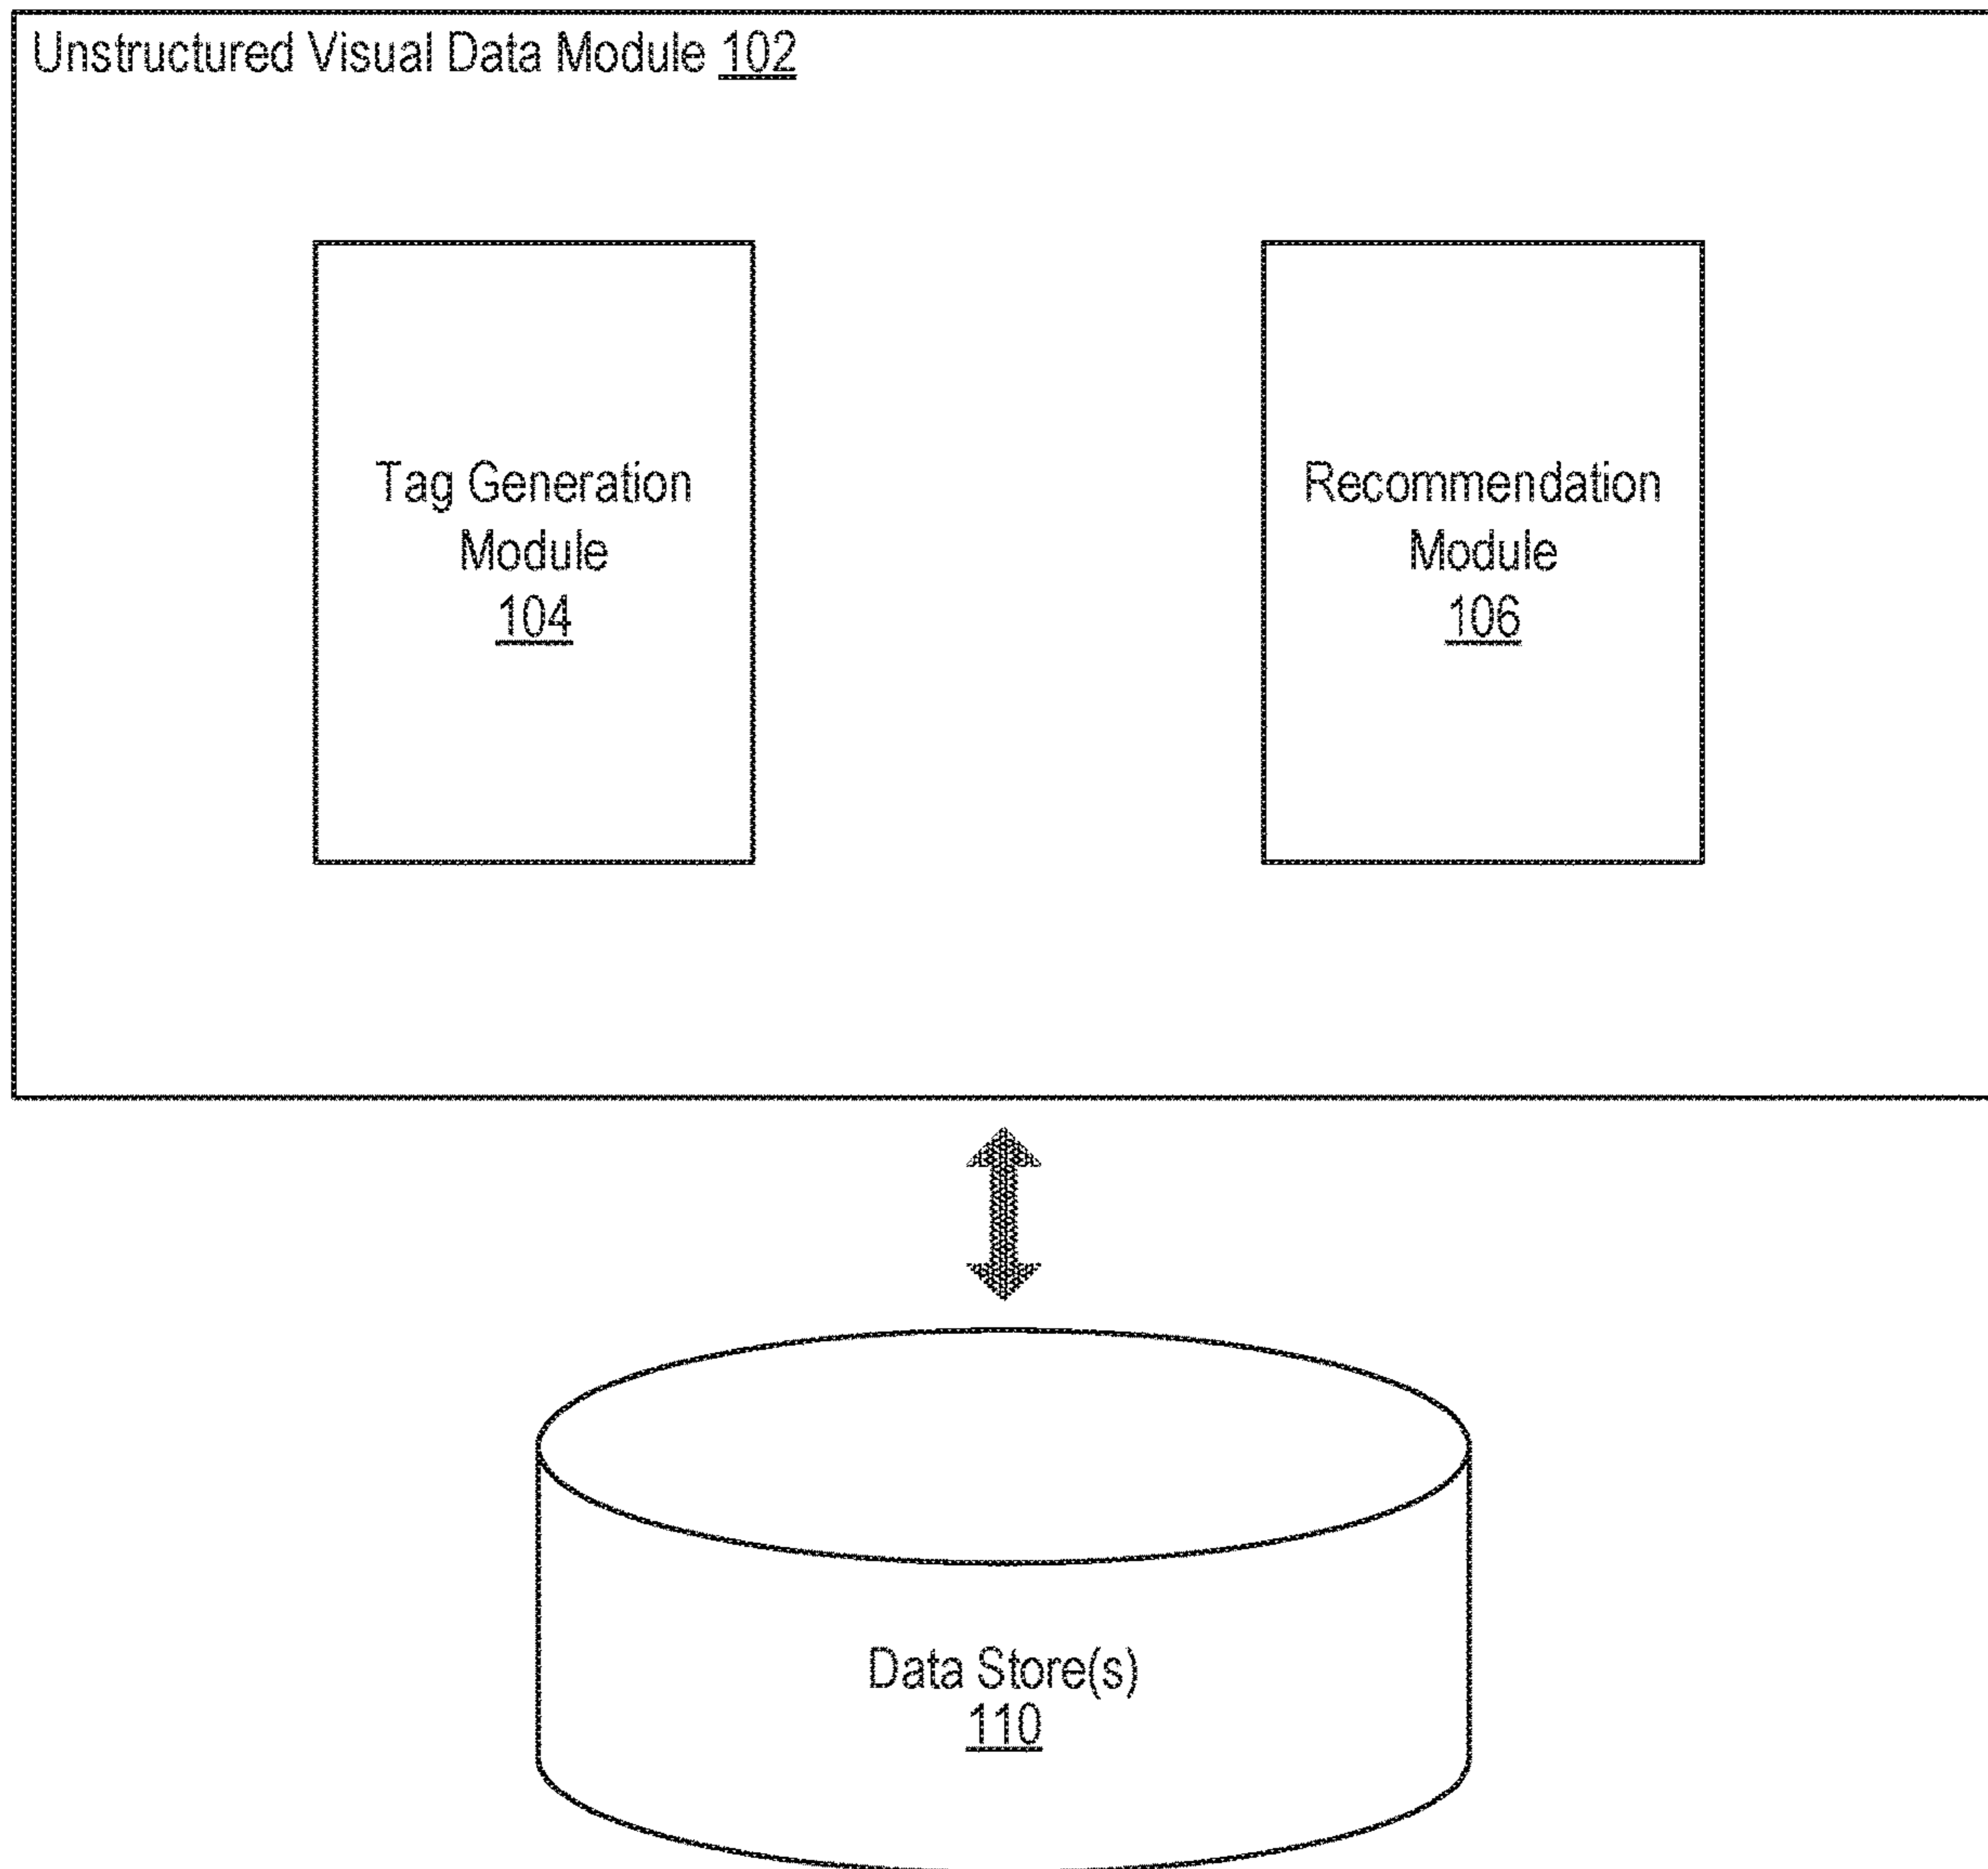 Unstructured Visual Data Module 102
Tag Generation
Module
104
Recommendation
Module
106
Data Store(s)
110